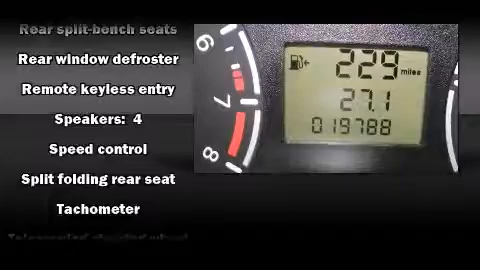 Rear split-bench seats
Rear window defroster
Remote keyless entry
Speakers: 4
Speed control
Split folding rear seat
Tachometer
6
7
8
229 miles
27.1
019788